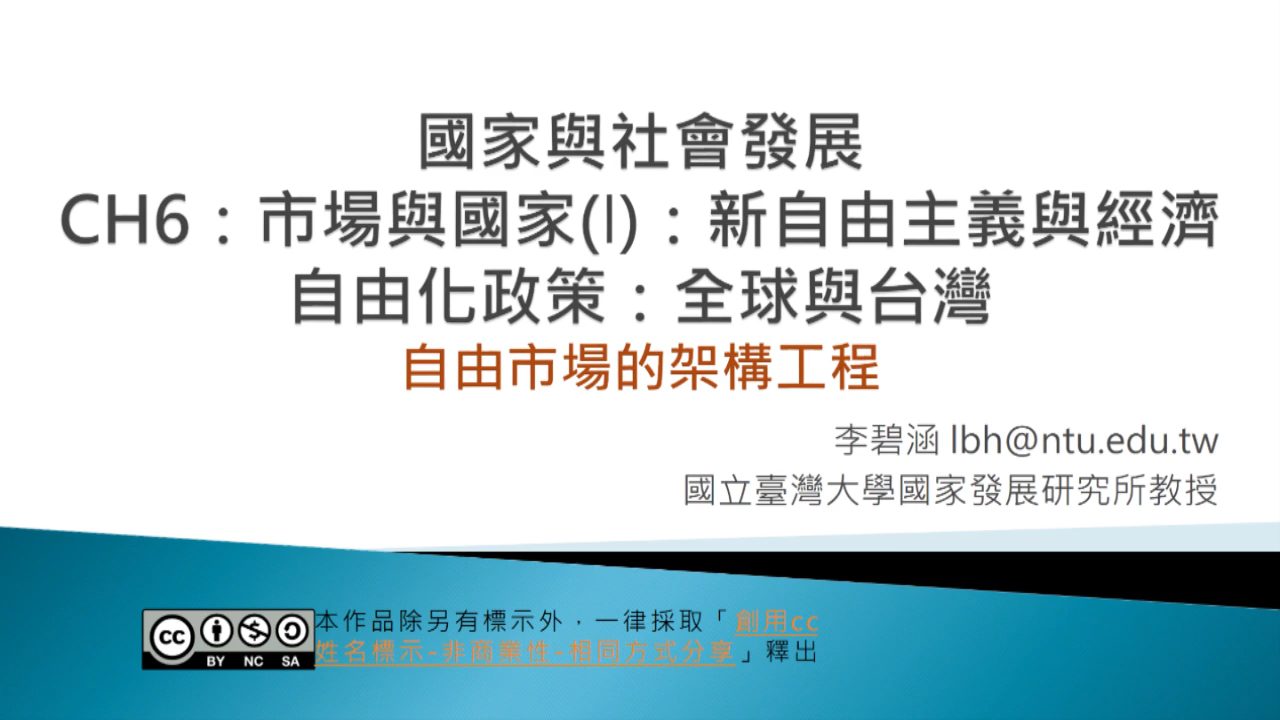 國家與社會發展
CH6：市場與國家(I)：新自由主義與經濟
自由化政策：全球與台灣
自由市場的架構工程
李碧涵 lbh@ntu.edu.tw
國立臺灣大學國家發展研究所教授
本作品除另有標示外，一律採取「創用cc
姓名標示-非商業性-相同方式分享」釋出
cc
BY NC SA